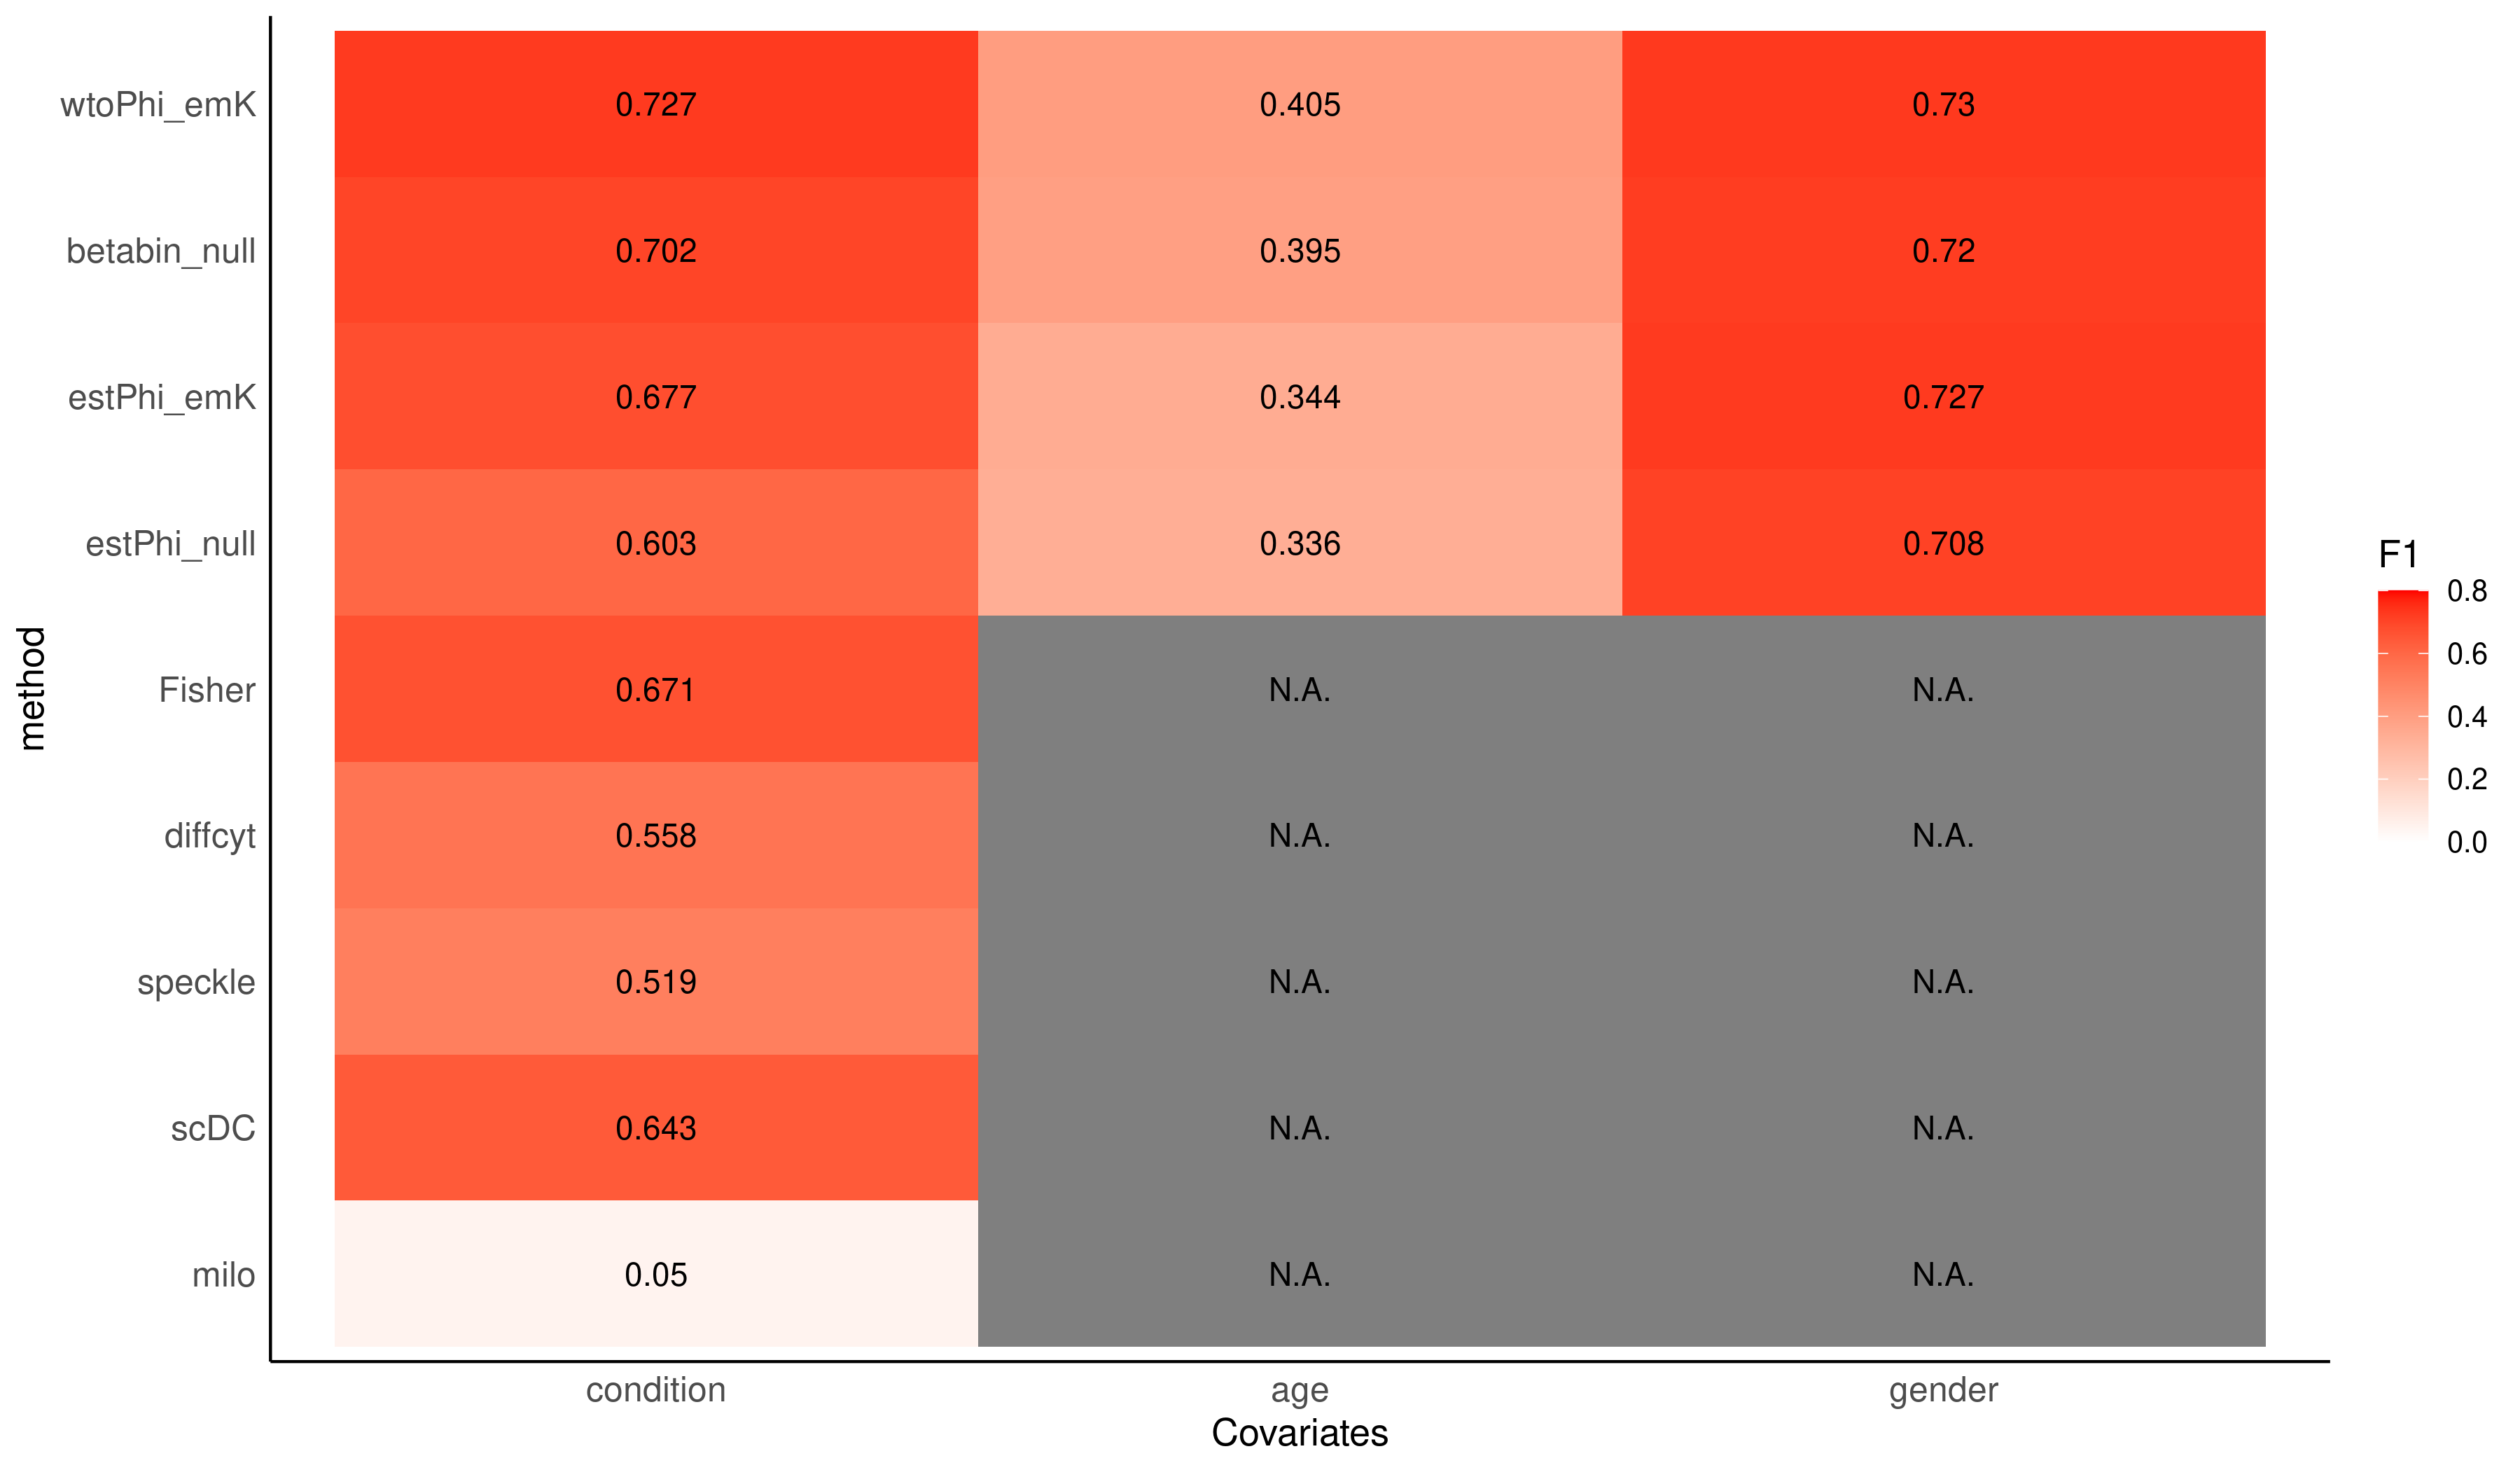 wtoPhi_emK 0.727 0.405 0.73
betabin_null 0.702 0.395 0.72
estPhi_emK 0.677 0.344 0.727
estPhi_null 0.603 0.336 0.708
Fisher 0.671 N.A. N.A.
diffcyt 0.558 N.A. N.A.
speckle 0.519 N.A. N.A.
scDC 0.643 N.A. N.A.
milo 0.05 N.A. N.A.
method
condition age gender
Covariates
F1
0.8
0.6
0.4
0.2
0.0